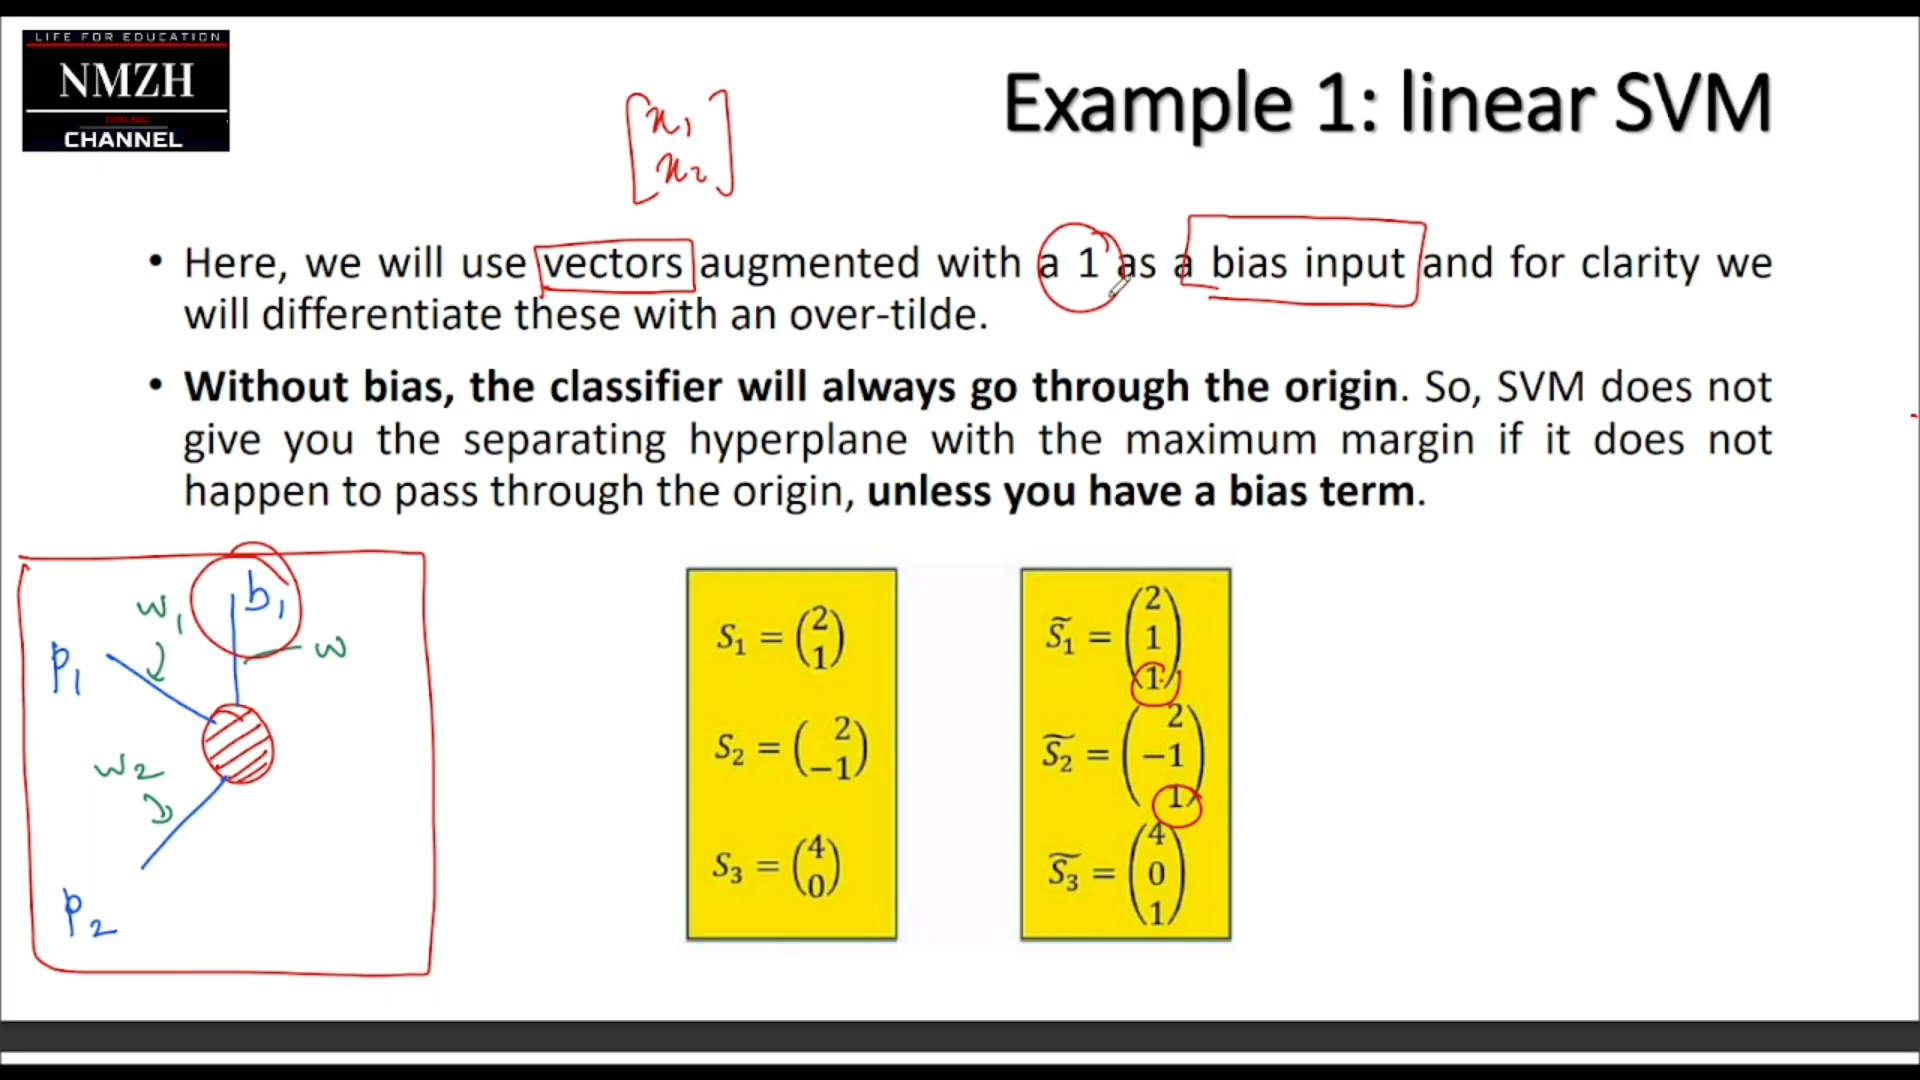 LIFE FOR EDUCATION
NMZH
CHANNEL
Example 1: linear SVM
[x₁
x₂]
• Here, we will use vectors augmented with a 1 as a bias input and for clarity we
will differentiate these with an over-tilde.
• Without bias, the classifier will always go through the origin. So, SVM does not
give you the separating hyperplane with the maximum margin if it does not
happen to pass through the origin, unless you have a bias term.
w₁
b₁
p₁
w
w₂
p₂
S₁ = (2
1)
S₂ = (2
−1)
S₃ = (4
0)
S̃₁ = (2
1
1)
S̃₂ = (2
−1
1)
S̃₃ = (4
0
1)